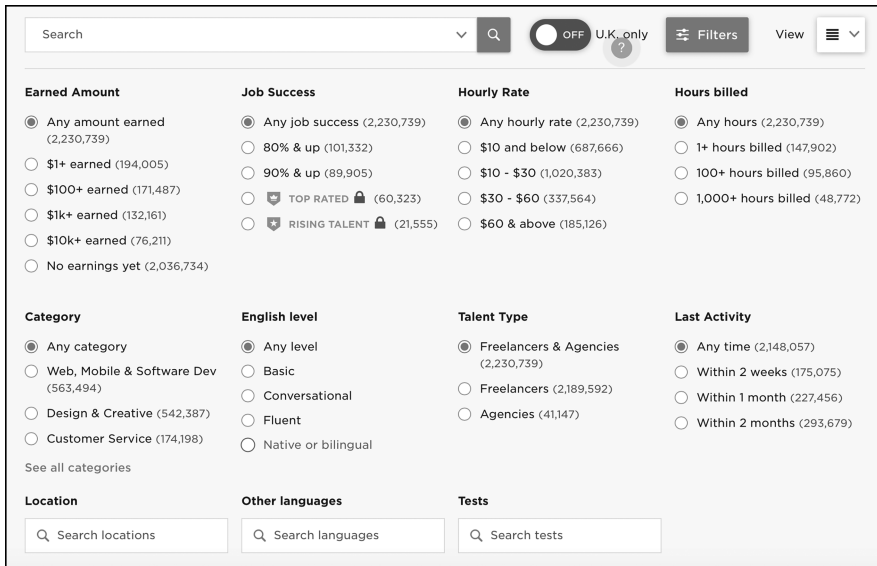 Search
OFF
U.K. only
?
Filters
View
Earned Amount
Any amount earned
(2,230,739)
$1+ earned (194,005)
$100+ earned (171,487)
$1k+ earned (132,161)
$10k+ earned (76,211)
No earnings yet (2,036,734)
Job Success
Any job success (2,230,739)
80% & up (101,332)
90% & up (89,905)
TOP RATED (60,323)
RISING TALENT (21,555)
Hourly Rate
Any hourly rate (2,230,739)
$10 and below (687,666)
$10 - $30 (1,020,383)
$30 - $60 (337,564)
$60 & above (185,126)
Hours billed
Any hours (2,230,739)
1+ hours billed (147,902)
100+ hours billed (95,860)
1,000+ hours billed (48,772)
Category
Any category
Web, Mobile & Software Dev
(563,494)
Design & Creative (542,387)
Customer Service (174,198)
See all categories
English level
Any level
Basic
Conversational
Fluent
Native or bilingual
Talent Type
Freelancers & Agencies
(2,230,739)
Freelancers (2,189,592)
Agencies (41,147)
Last Activity
Any time (2,148,057)
Within 2 weeks (175,075)
Within 1 month (227,456)
Within 2 months (293,679)
Location
Search locations
Other languages
Search languages
Tests
Search tests